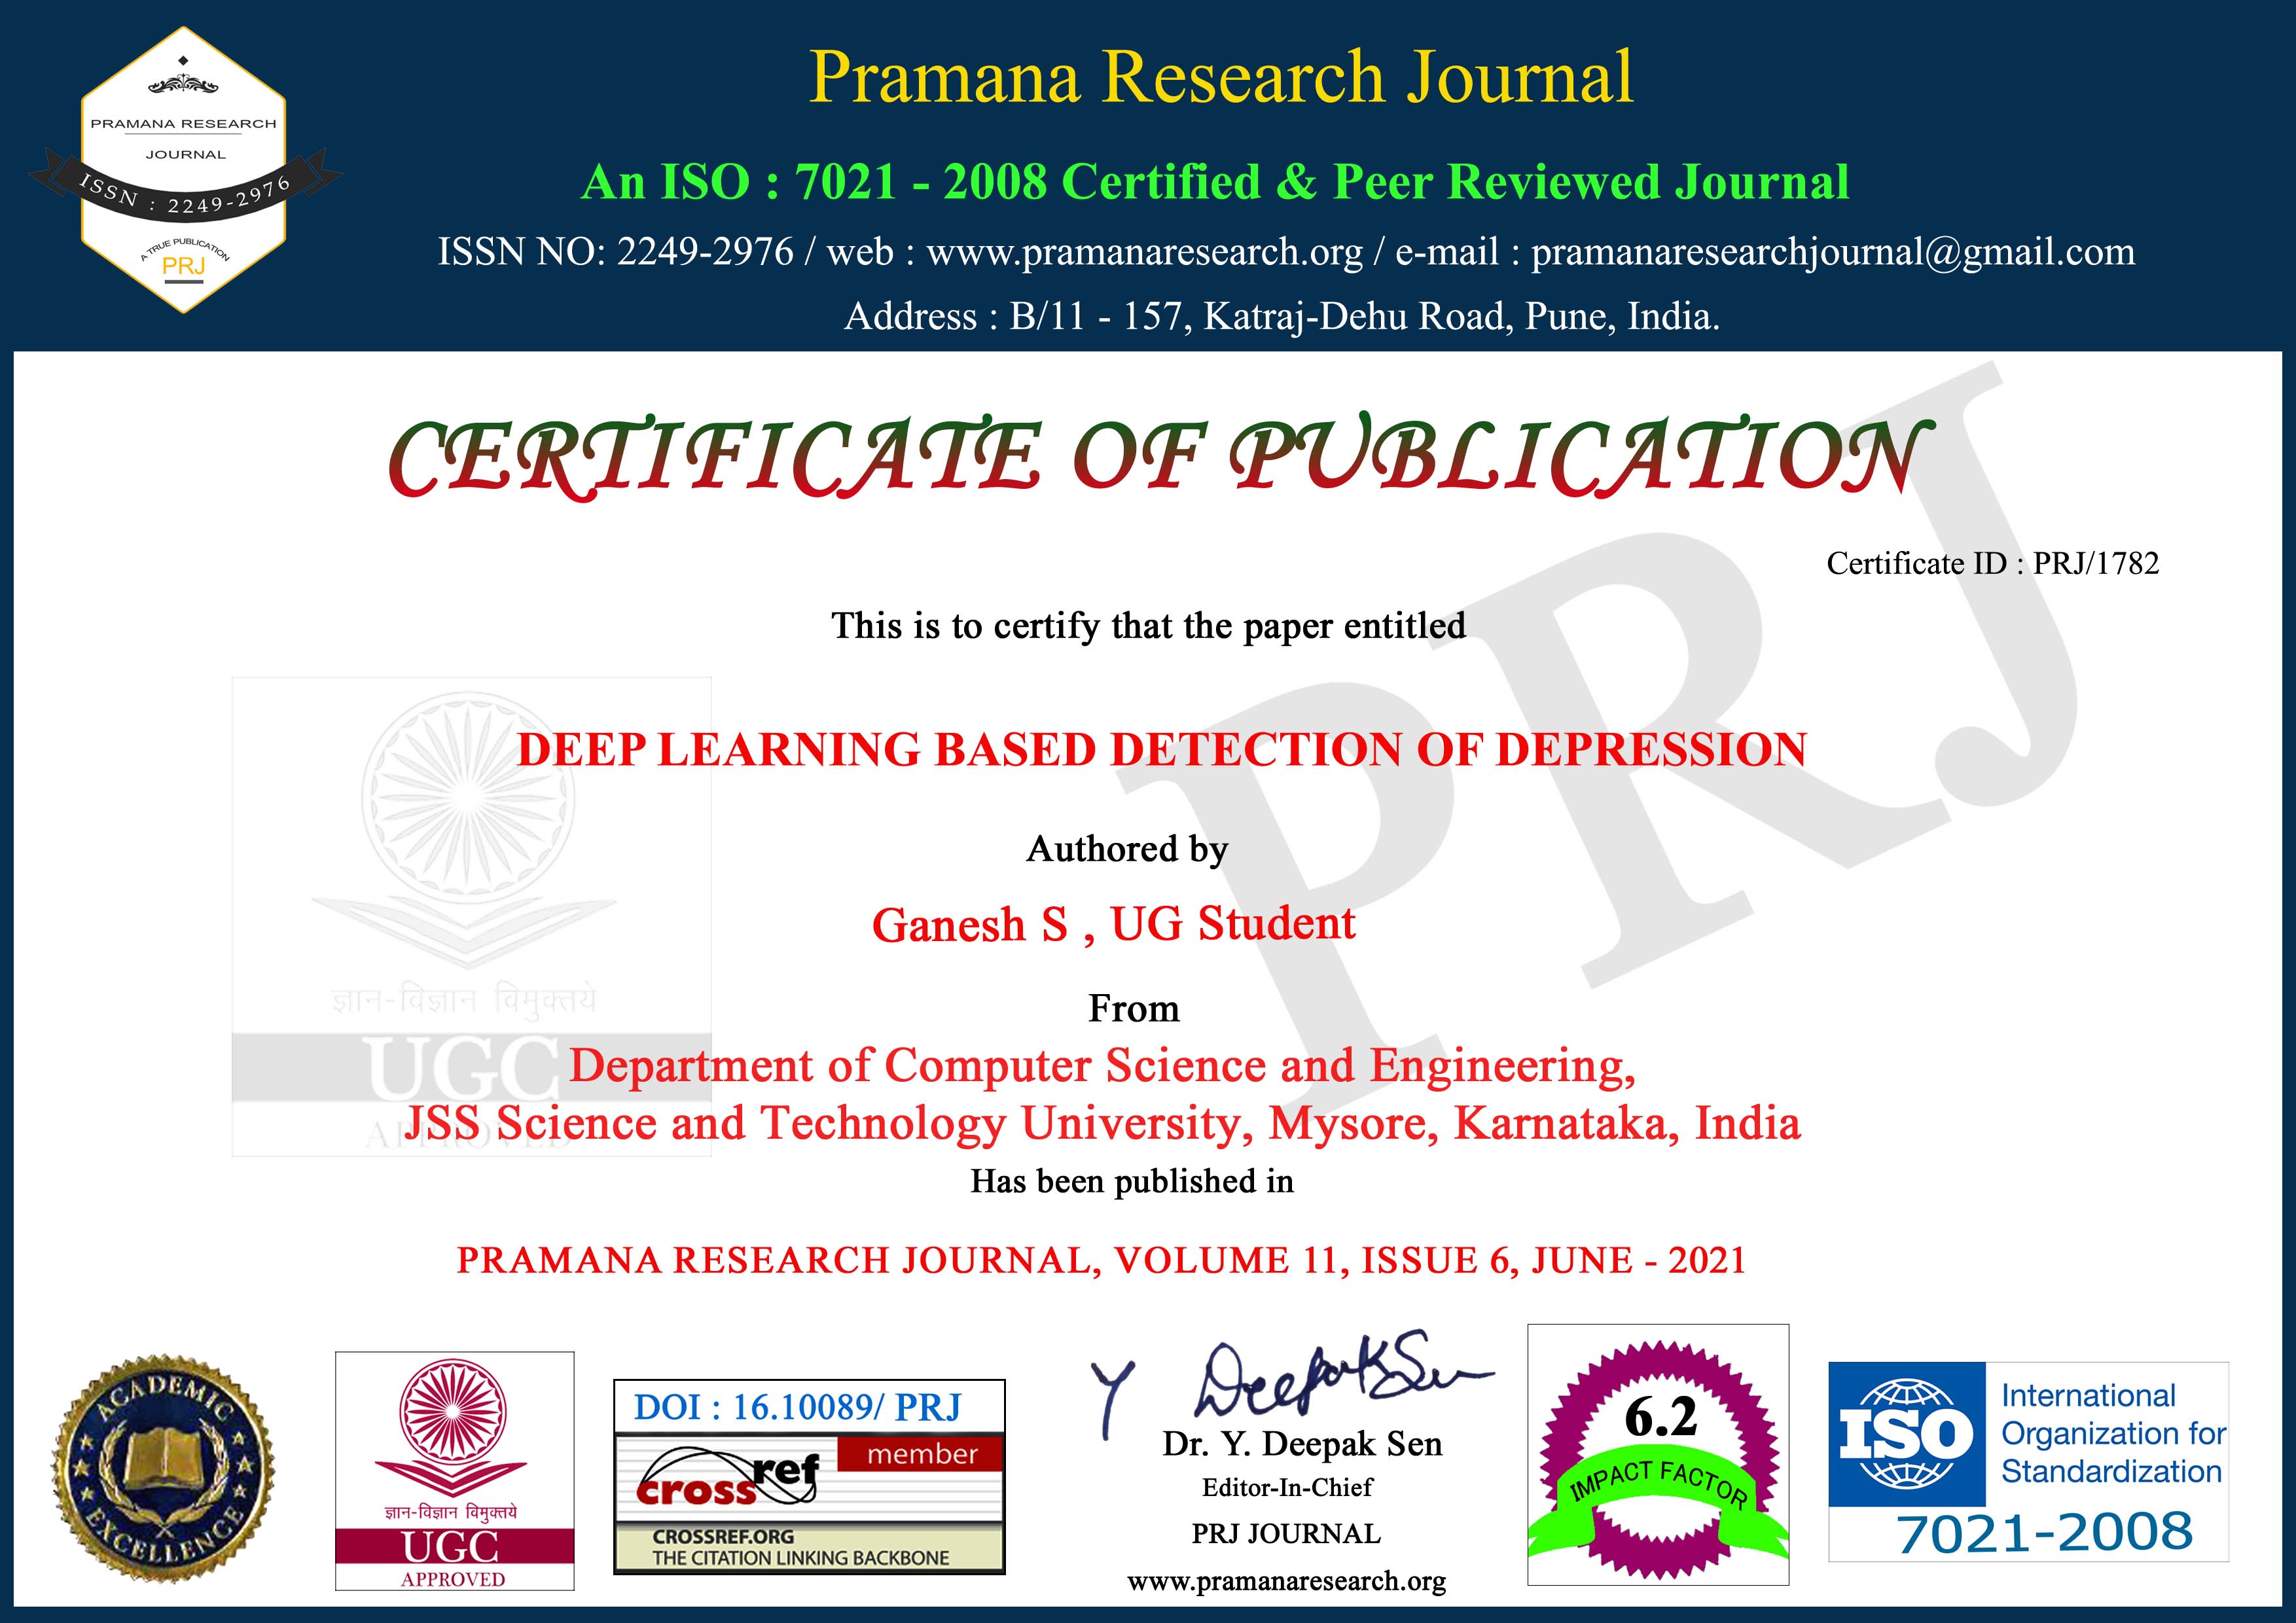 Pramana Research Journal
PRAMANA RESEARCH
JOURNAL
ISSN : 2249-2976
A TRUE PUBLICATION
PRJ
An ISO : 7021 - 2008 Certified & Peer Reviewed Journal
ISSN NO: 2249-2976 / web : www.pramanaresearch.org / e-mail : pramanaresearchjournal@gmail.com
Address : B/11 - 157, Katraj-Dehu Road, Pune, India.
CERTIFICATE OF PUBLICATION
PRJ
Certificate ID : PRJ/1782
This is to certify that the paper entitled
DEEP LEARNING BASED DETECTION OF DEPRESSION
Authored by
Ganesh S , UG Student
From
ज्ञान-विज्ञान विमुक्तये
UGC
APPROVED
Department of Computer Science and Engineering,
JSS Science and Technology University, Mysore, Karnataka, India
Has been published in
PRAMANA RESEARCH JOURNAL, VOLUME 11, ISSUE 6, JUNE - 2021
ACADEMIC
EXCELLENCE
ज्ञान-विज्ञान विमुक्तये
UGC
APPROVED
DOI : 16.10089/ PRJ
member
crossref
CROSSREF.ORG
THE CITATION LINKING BACKBONE
Y Deepak Sen
Dr. Y. Deepak Sen
Editor-In-Chief
PRJ JOURNAL
www.pramanaresearch.org
6.2
IMPACT FACTOR
ISO
International
Organization for
Standardization
7021-2008